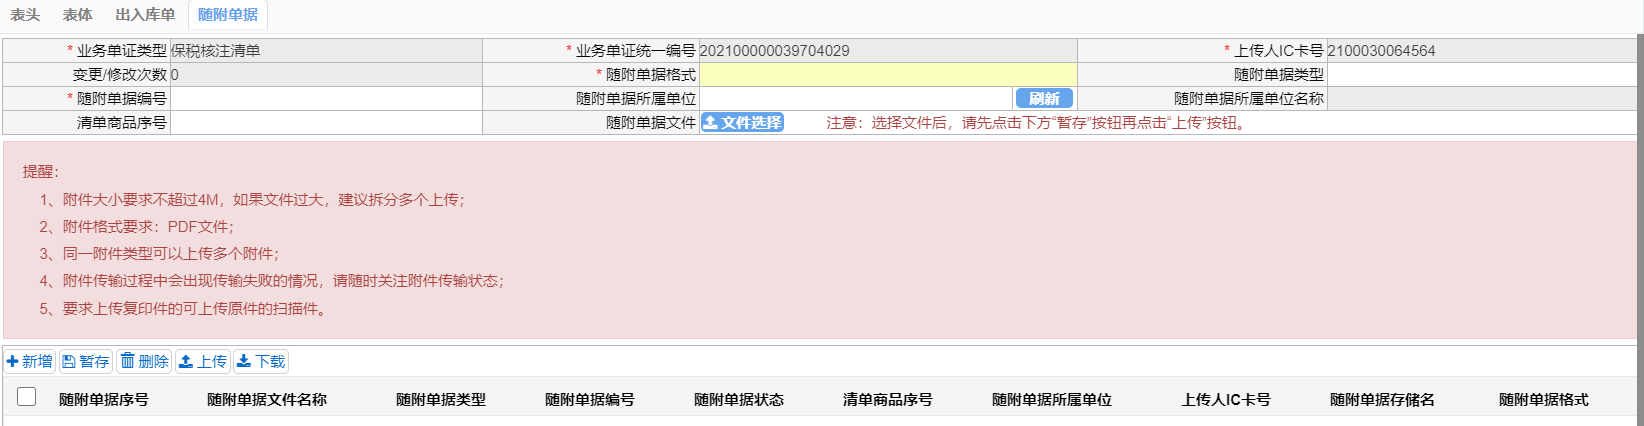 表头 表体 出入库单 随附单据
* 业务单证类型 保税核注清单 * 业务单证统一编号 202100000039704029 * 上传人IC卡号 2100030064564
变更/修改次数 0 * 随附单据格式 随附单据类型
* 随附单据编号 随附单据所属单位 刷新 随附单据所属单位名称
清单商品序号 随附单据文件 文件选择 注意：选择文件后，请先点击下方“暂存”按钮再点击“上传”按钮。
提醒：
1、附件大小要求不超过4M，如果文件过大，建议拆分多个上传；
2、附件格式要求：PDF文件；
3、同一附件类型可以上传多个附件；
4、附件传输过程中会出现传输失败的情况，请随时关注附件传输状态；
5、要求上传复印件的可上传原件的扫描件。
新增 暂存 删除 上传 下载
随附单据序号 随附单据文件名称 随附单据类型 随附单据编号 随附单据状态 清单商品序号 随附单据所属单位 上传人IC卡号 随附单据存储名 随附单据格式